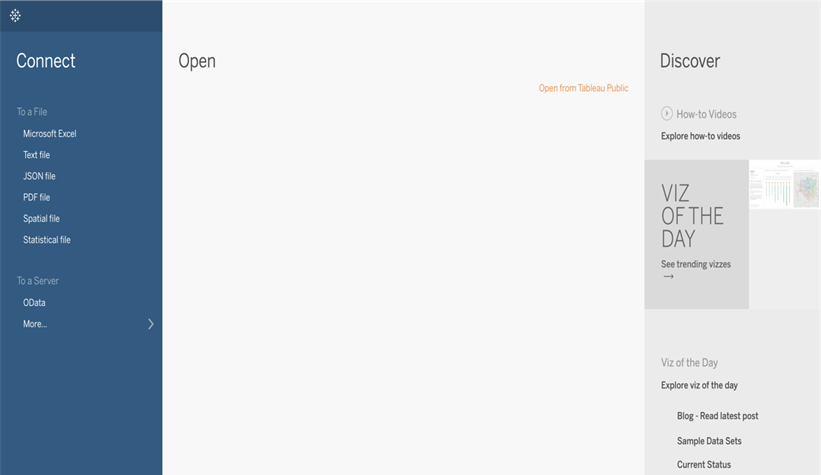 Connect
To a File
Microsoft Excel
Text file
JSON file
PDF file
Spatial file
Statistical file
To a Server
OData
More...
Open
Open from Tableau Public
Discover
How-to Videos
Explore how-to videos
VIZ
OF THE
DAY
See trending vizzes
→
Viz of the Day
Explore viz of the day
Blog - Read latest post
Sample Data Sets
Current Status